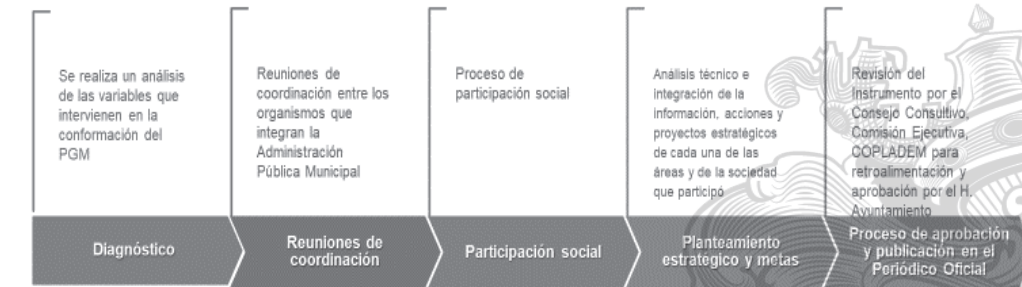 Se realiza un análisis
de las variables que
intervienen en la
conformación del
PGM
Reuniones de
coordinación entre los
organismos que
integran la
Administración
Pública Municipal
Proceso de
participación social
Análisis técnico e
integración de la
información, acciones y
proyectos estratégicos
de cada una de las
áreas y de la sociedad
que participó
Revisión del
Instrumento por el
Consejo Consultivo,
Comisión Ejecutiva,
COPLADEM para
retroalimentación y
aprobación por el H.
Ayuntamiento
Diagnóstico
Reuniones de
coordinación
Participación social
Planteamiento
estratégico y metas
Proceso de aprobación
y publicación en el
Periódico Oficial